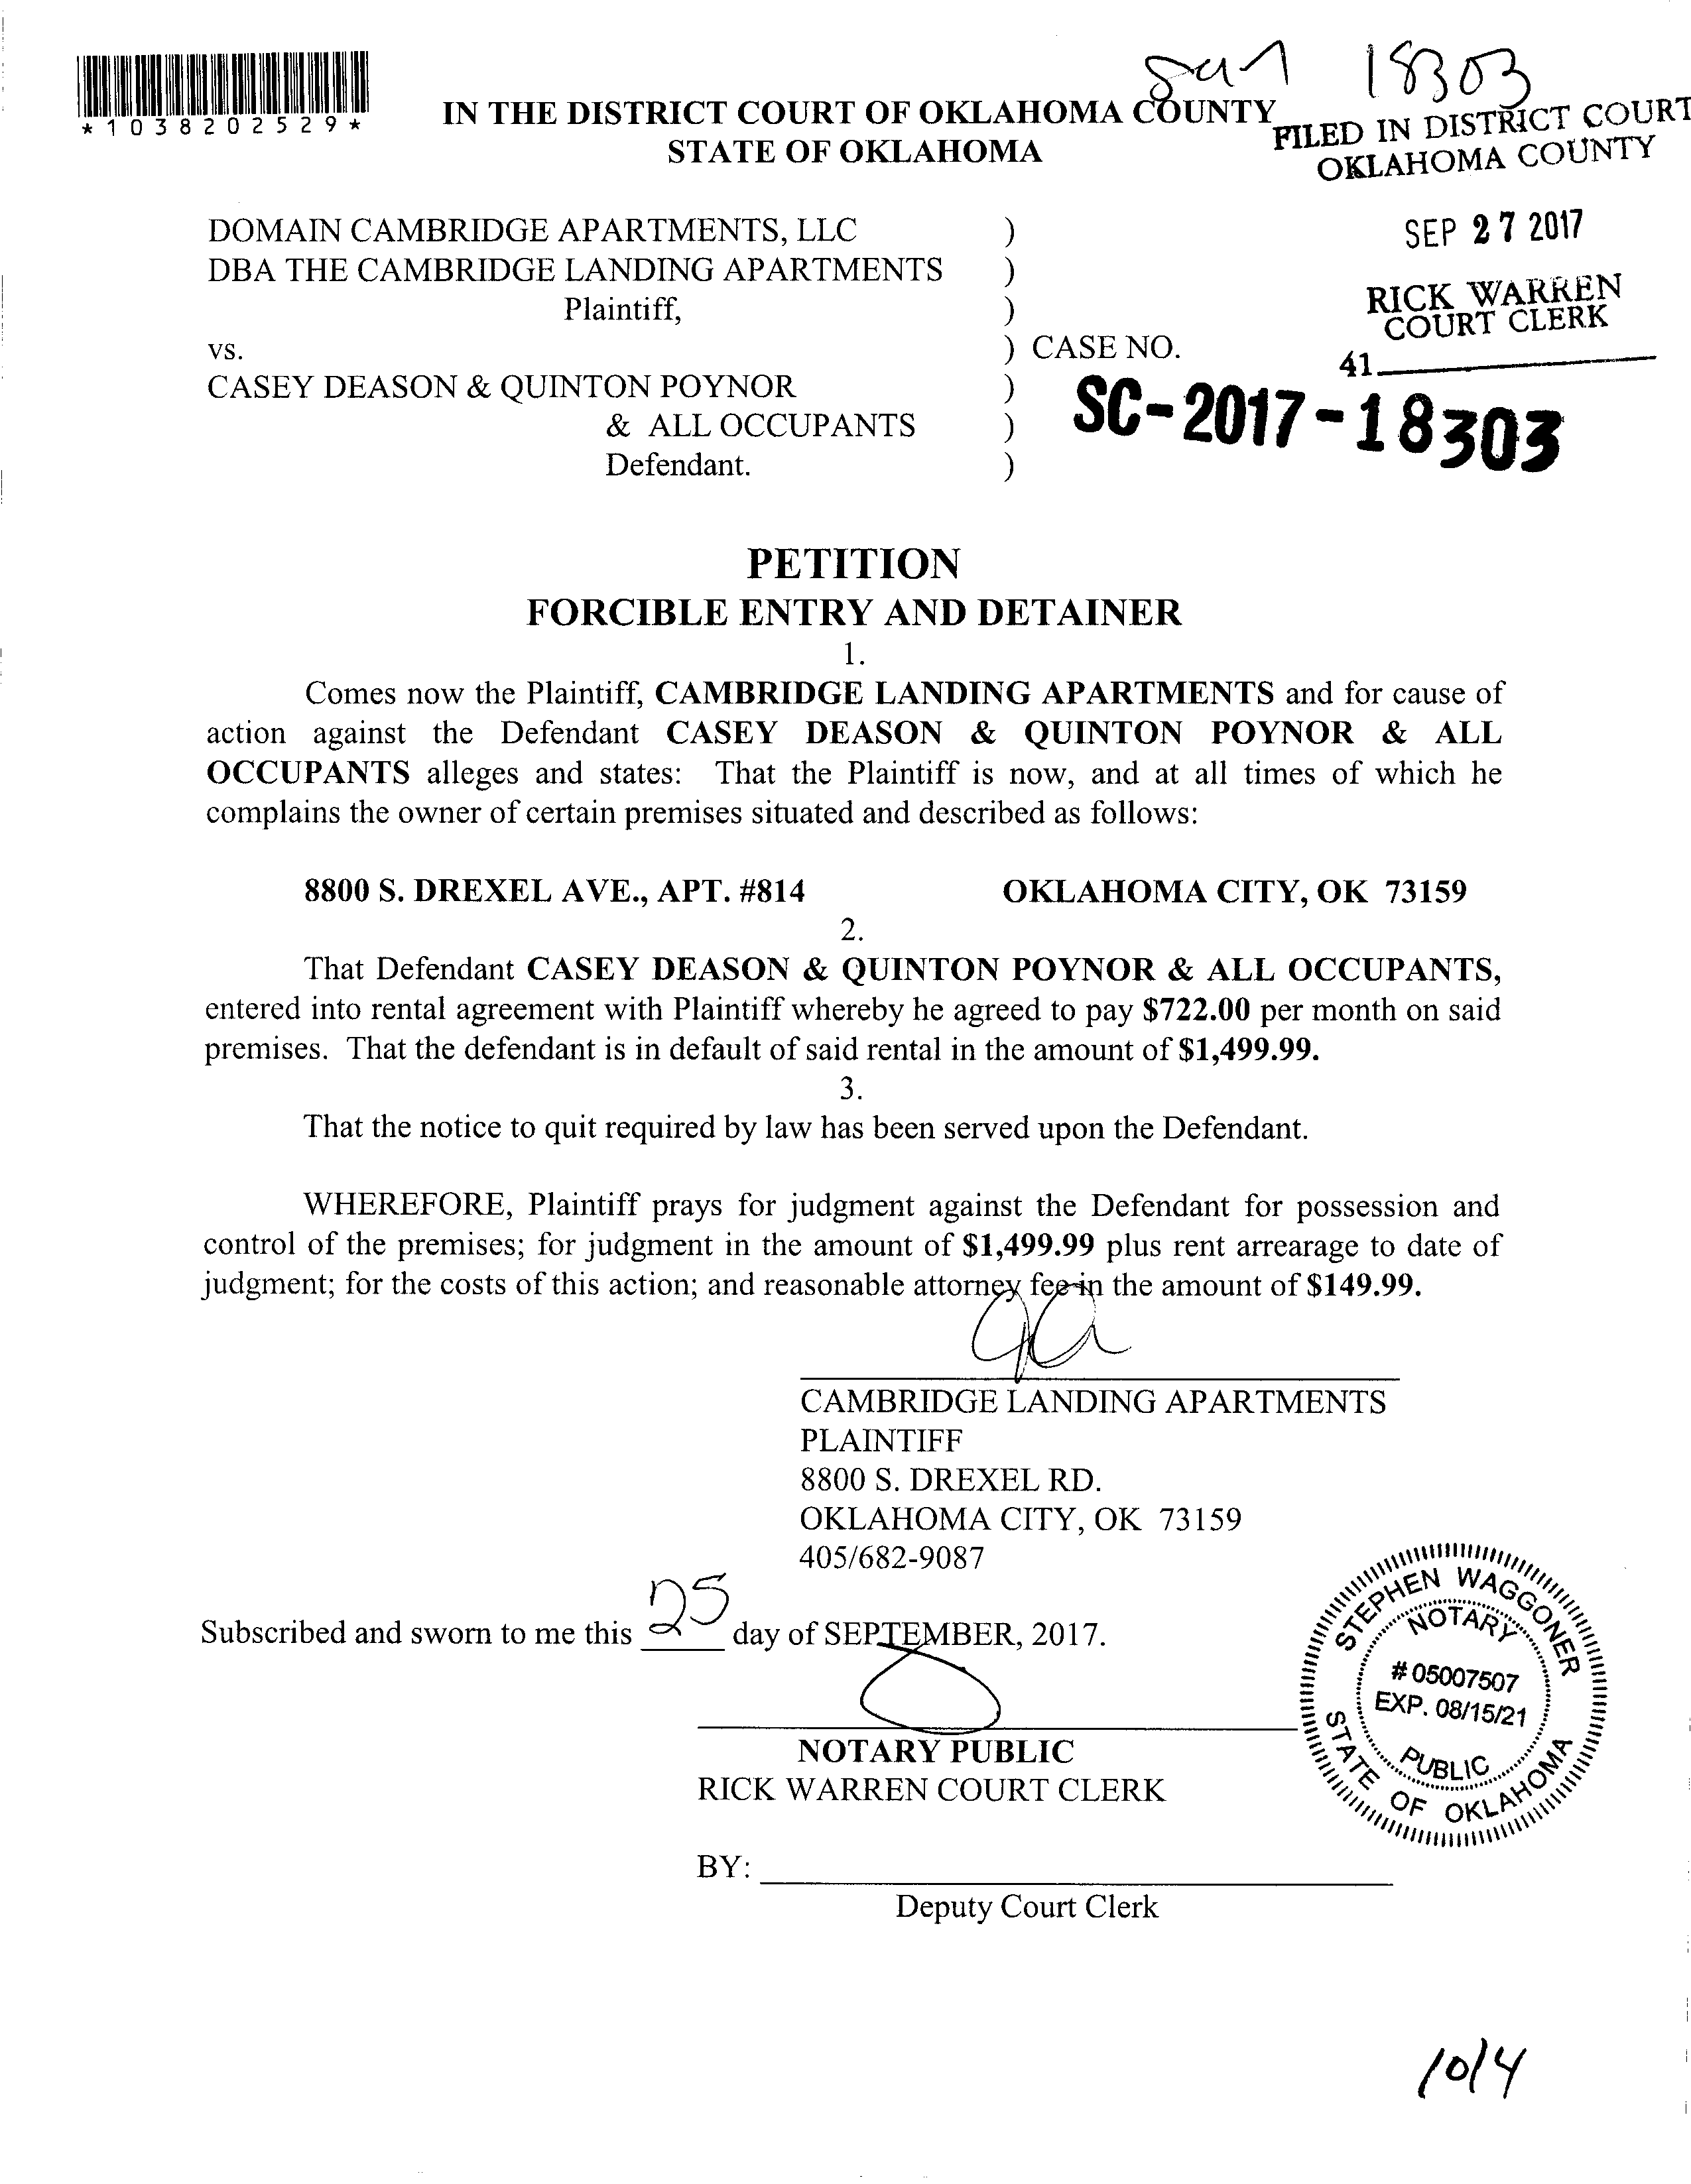 18303
*1038202529*
IN THE DISTRICT COURT OF OKLAHOMA COUNTY
STATE OF OKLAHOMA
FILED IN DISTRICT COURT
OKLAHOMA COUNTY
SEP 27 2017
RICK WARREN
COURT CLERK
41
DOMAIN CAMBRIDGE APARTMENTS, LLC )
DBA THE CAMBRIDGE LANDING APARTMENTS )
Plaintiff, )
vs. ) CASE NO.
CASEY DEASON & QUINTON POYNOR )
SC-2017-18303
& ALL OCCUPANTS )
Defendant. )
PETITION
FORCIBLE ENTRY AND DETAINER
1.
Comes now the Plaintiff, CAMBRIDGE LANDING APARTMENTS and for cause of
action against the Defendant CASEY DEASON & QUINTON POYNOR & ALL
OCCUPANTS alleges and states: That the Plaintiff is now, and at all times of which he
complains the owner of certain premises situated and described as follows:
8800 S. DREXEL AVE., APT. #814 OKLAHOMA CITY, OK 73159
2.
That Defendant CASEY DEASON & QUINTON POYNOR & ALL OCCUPANTS,
entered into rental agreement with Plaintiff whereby he agreed to pay $722.00 per month on said
premises. That the defendant is in default of said rental in the amount of $1,499.99.
3.
That the notice to quit required by law has been served upon the Defendant.
WHEREFORE, Plaintiff prays for judgment against the Defendant for possession and
control of the premises; for judgment in the amount of $1,499.99 plus rent arrearage to date of
judgment; for the costs of this action; and reasonable attorney fee in the amount of $149.99.
CAMBRIDGE LANDING APARTMENTS
PLAINTIFF
8800 S. DREXEL RD.
OKLAHOMA CITY, OK 73159
405/682-9087
Subscribed and sworn to me this 25 day of SEPTEMBER, 2017.
NOTARY PUBLIC
RICK WARREN COURT CLERK
BY:
Deputy Court Clerk
STEPHEN WAGGONER
NOTARY
# 05007507
EXP. 08/15/21
PUBLIC
STATE OF OKLAHOMA
10/4